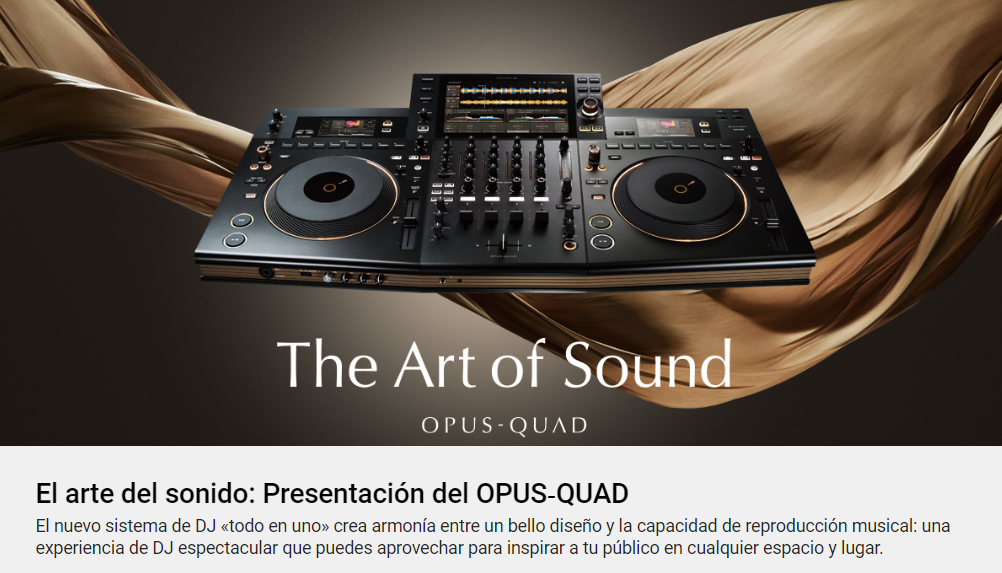 The Art of Sound
OPUS-QUAD
El arte del sonido: Presentación del OPUS-QUAD
El nuevo sistema de DJ «todo en uno» crea armonía entre un bello diseño y la capacidad de reproducción musical: una
experiencia de DJ espectacular que puedes aprovechar para inspirar a tu público en cualquier espacio y lugar.